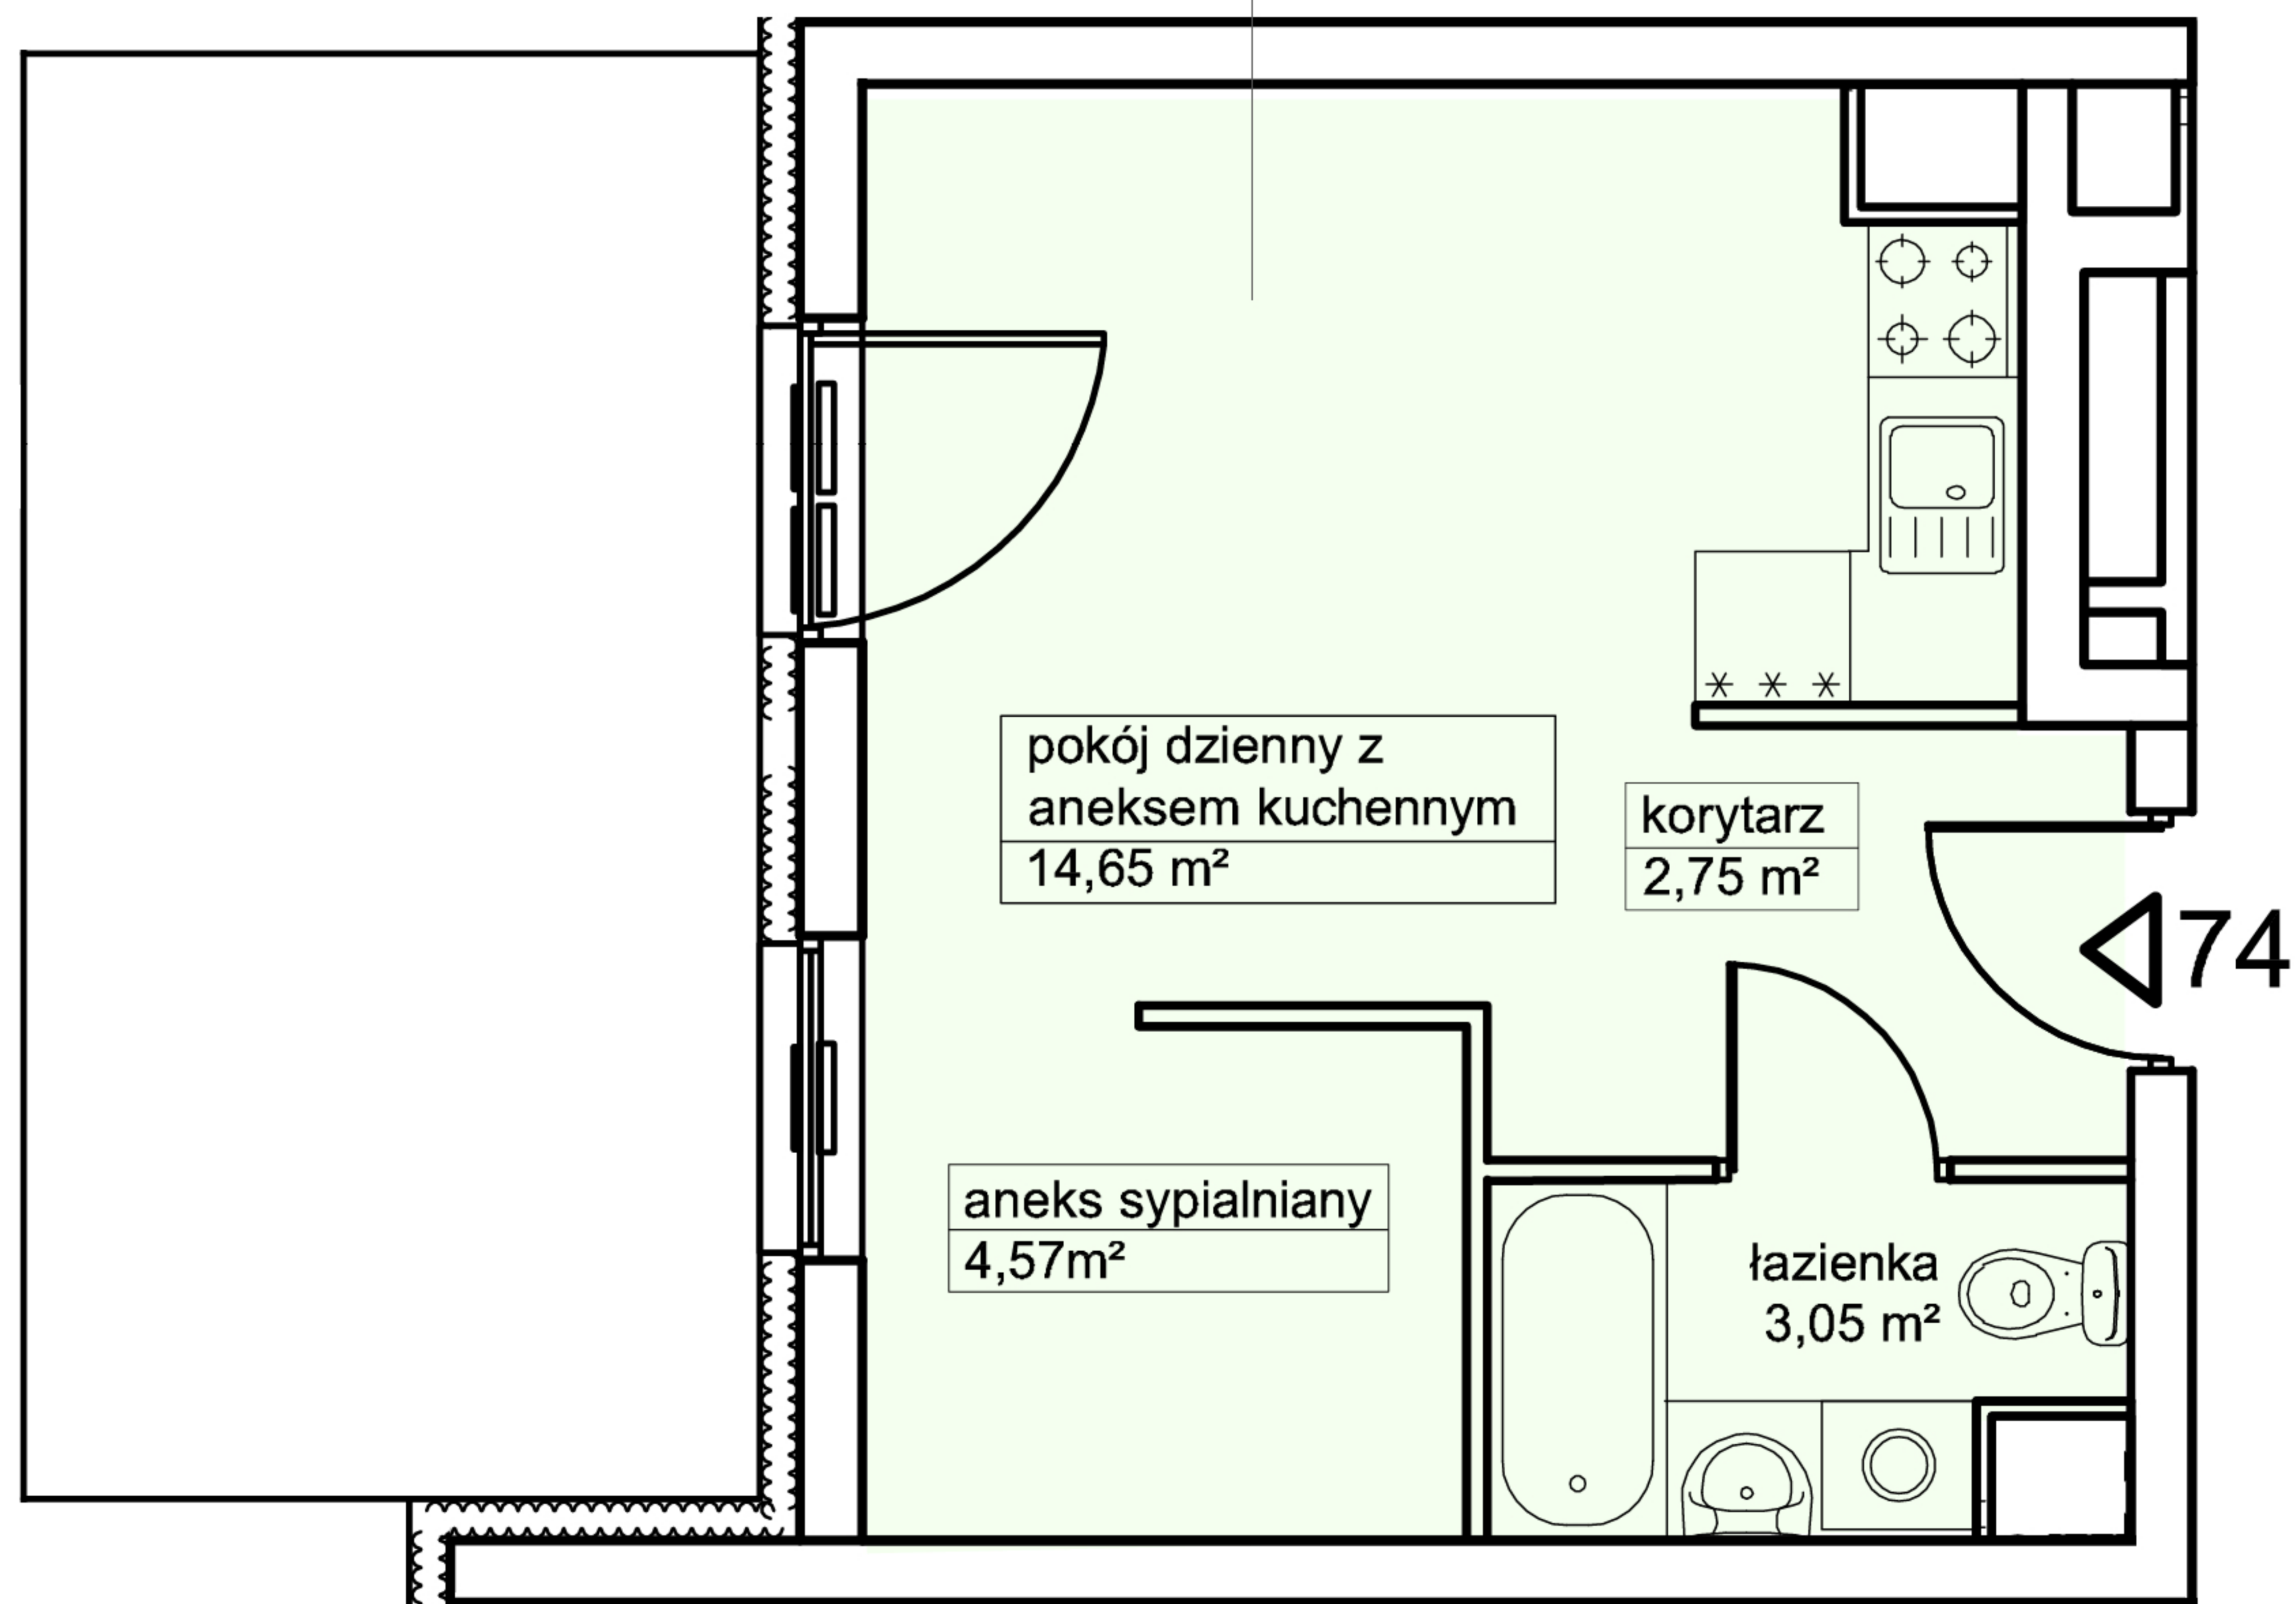 pokój dzienny z
aneksem kuchennym
14,65 m²
korytarz
2,75 m²
74
aneks sypialniany
4,57m²
łazienka
3,05 m²